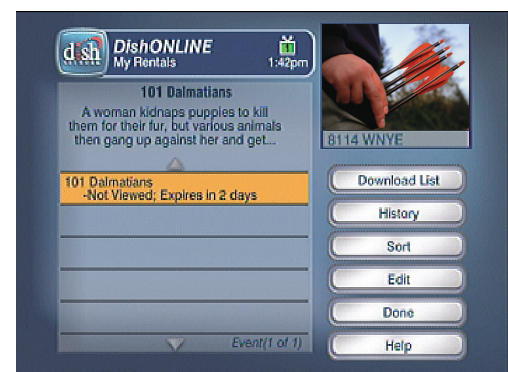 dish
NETWORK
DishONLINE
My Rentals
1
1:42pm
101 Dalmatians
A woman kidnaps puppies to kill
them for their fur, but various animals
then gang up against her and get...
101 Dalmatians
-Not Viewed; Expires in 2 days
Event(1 of 1)
8114 WNYE
Download List
History
Sort
Edit
Done
Help